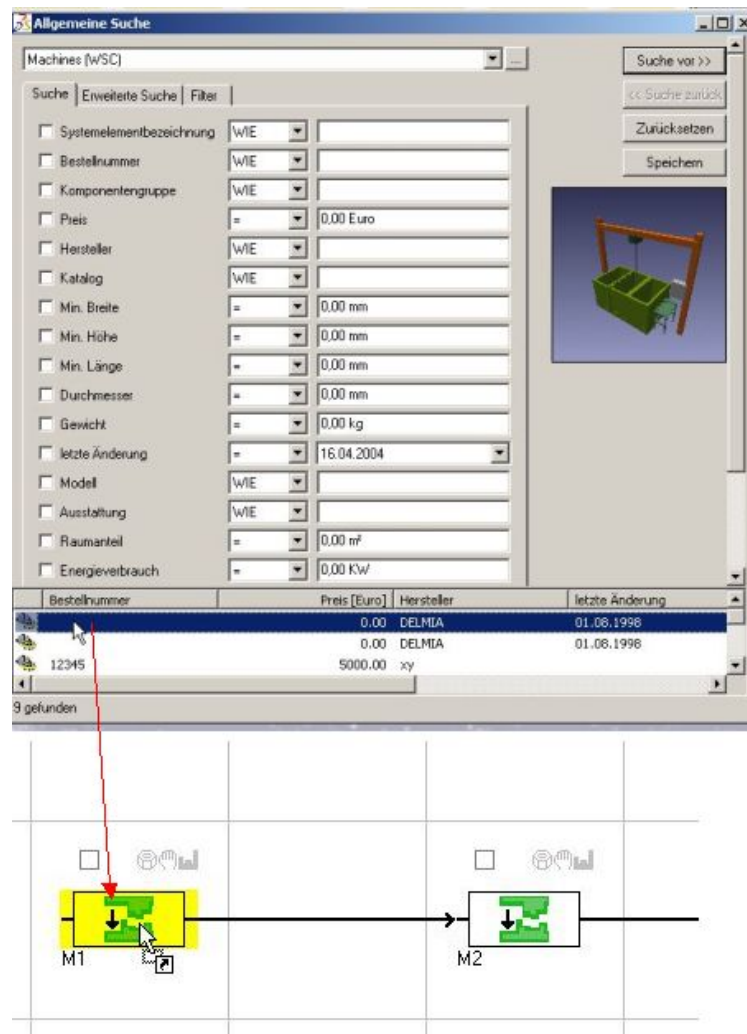 Allgemeine Suche
Machines (WSC) ...
Suche vor >>
Suche Erweiterte Suche Filter
<< Suche zurück
Systemelementbezeichnung WIE
Zurücksetzen
Bestellnummer WIE
Speichern
Komponentengruppe WIE
Preis = 0,00 Euro
Hersteller WIE
Katalog WIE
Min. Breite = 0,00 mm
Min. Höhe = 0,00 mm
Min. Länge = 0,00 mm
Durchmesser = 0,00 mm
Gewicht = 0,00 kg
letzte Änderung = 16.04.2004
Modell WIE
Ausstattung WIE
Raumanteil = 0,00 m²
Energieverbrauch = 0,00 KW
Bestellnummer Preis [Euro] Hersteller letzte Änderung
0.00 DELMIA 01.08.1998
0.00 DELMIA 01.08.1998
12345 5000.00 xy
9 gefunden
M1 M2